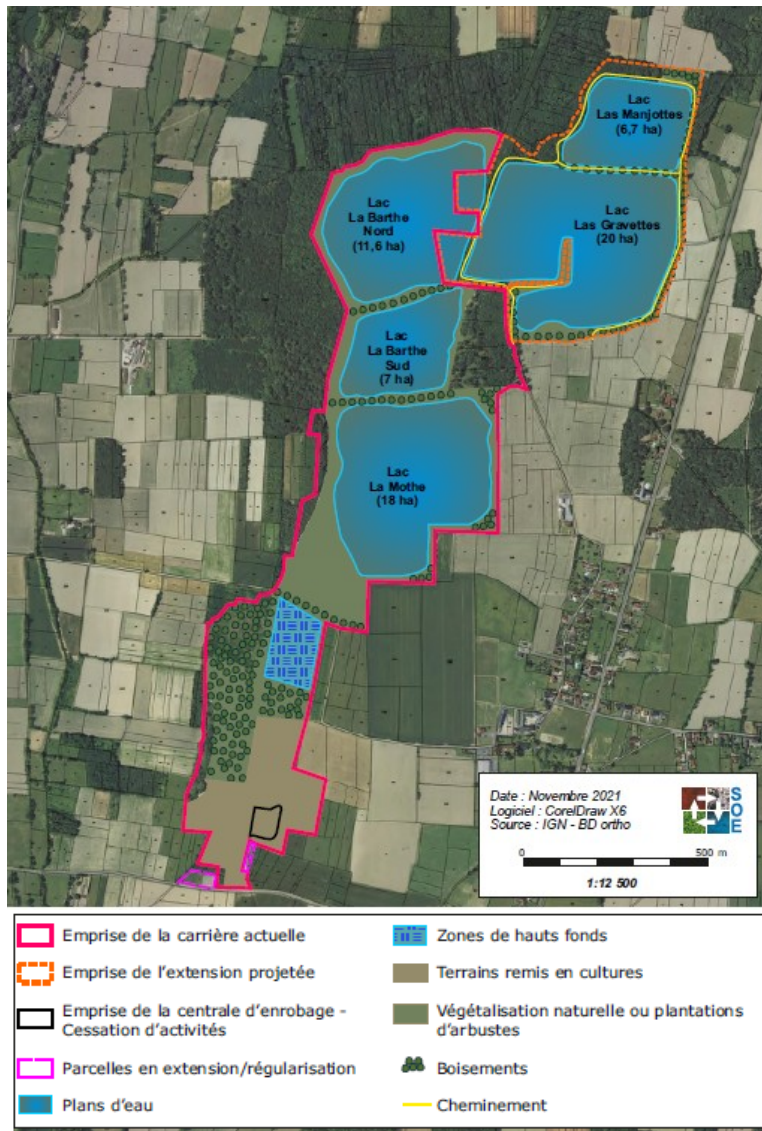 Lac
Las Manjottes
(6,7 ha)
Lac
La Barthe
Nord
(11,6 ha)
Lac
Las Gravettes
(20 ha)
Lac
La Barthe
Sud
(7 ha)
Lac
La Mothe
(18 ha)
Date : Novembre 2021
Logiciel : CorelDraw X6
Source : IGN - BD ortho
SOE
0 500 m
1:12 500
Emprise de la carrière actuelle
Zones de hauts fonds
Emprise de l'extension projetée
Terrains remis en cultures
Emprise de la centrale d'enrobage -
Cessation d'activités
Végétalisation naturelle ou plantations
d'arbustes
Parcelles en extension/régularisation
Boisements
Plans d'eau
Cheminement